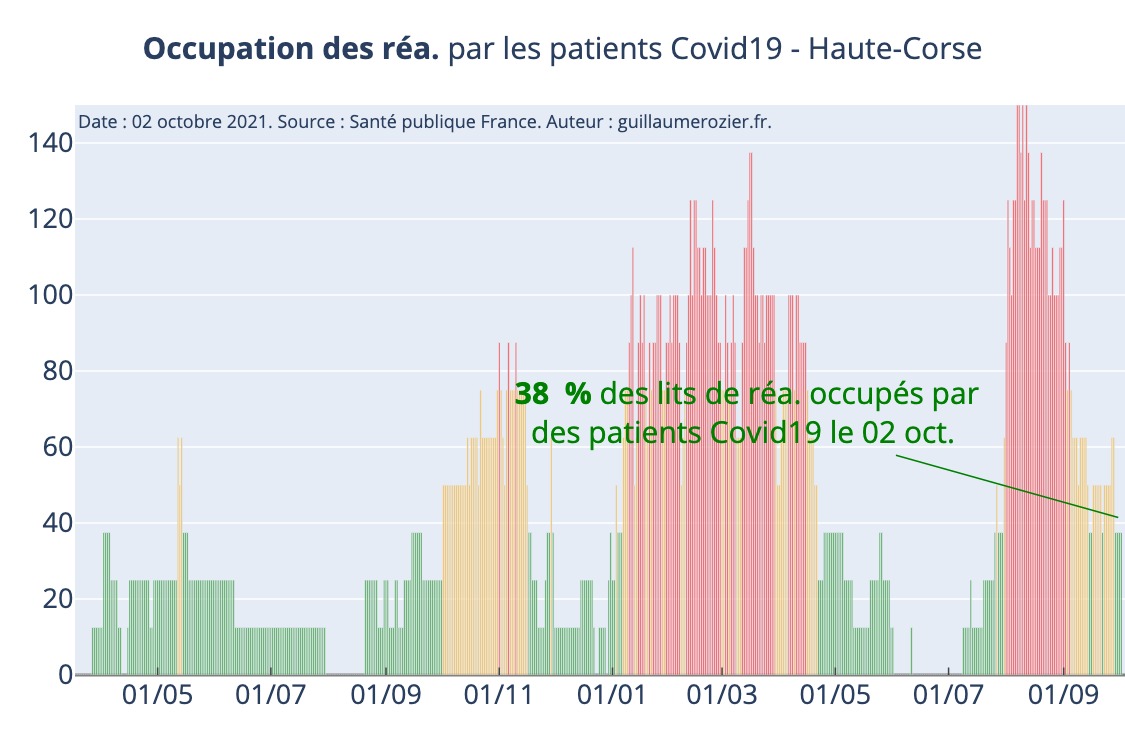 Occupation des réa. par les patients Covid19 - Haute-Corse
Date : 02 octobre 2021. Source : Santé publique France. Auteur : guillaumerozier.fr.
140
120
100
80
38 % des lits de réa. occupés par
des patients Covid19 le 02 oct.
60
40
20
0
01/05 01/07 01/09 01/11 01/01 01/03 01/05 01/07 01/09